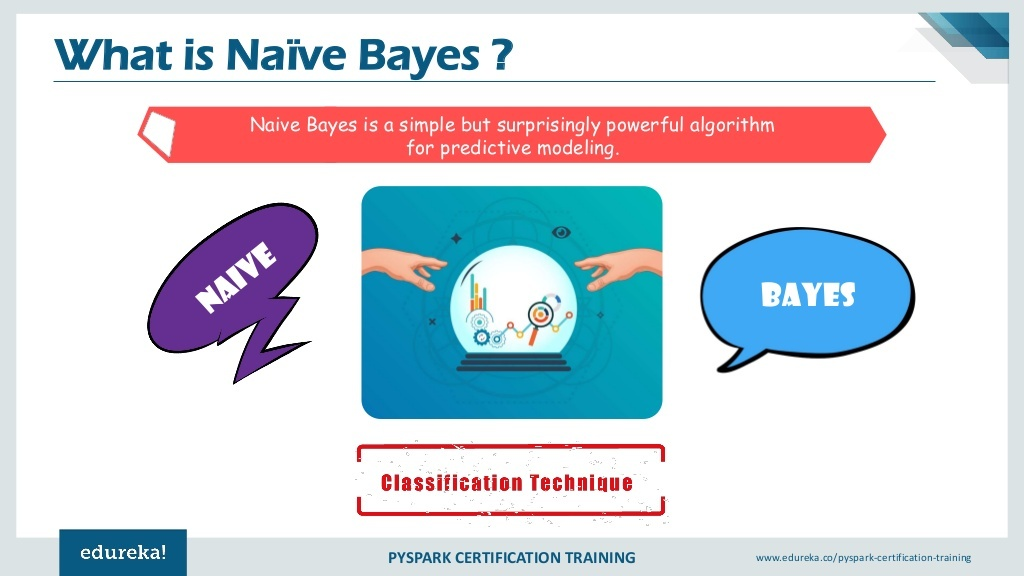 What is Naïve Bayes ?
Naive Bayes is a simple but surprisingly powerful algorithm
for predictive modeling.
NAIVE
BAYES
Classification Technique
edureka!
PYSPARK CERTIFICATION TRAINING
www.edureka.co/pyspark-certification-training